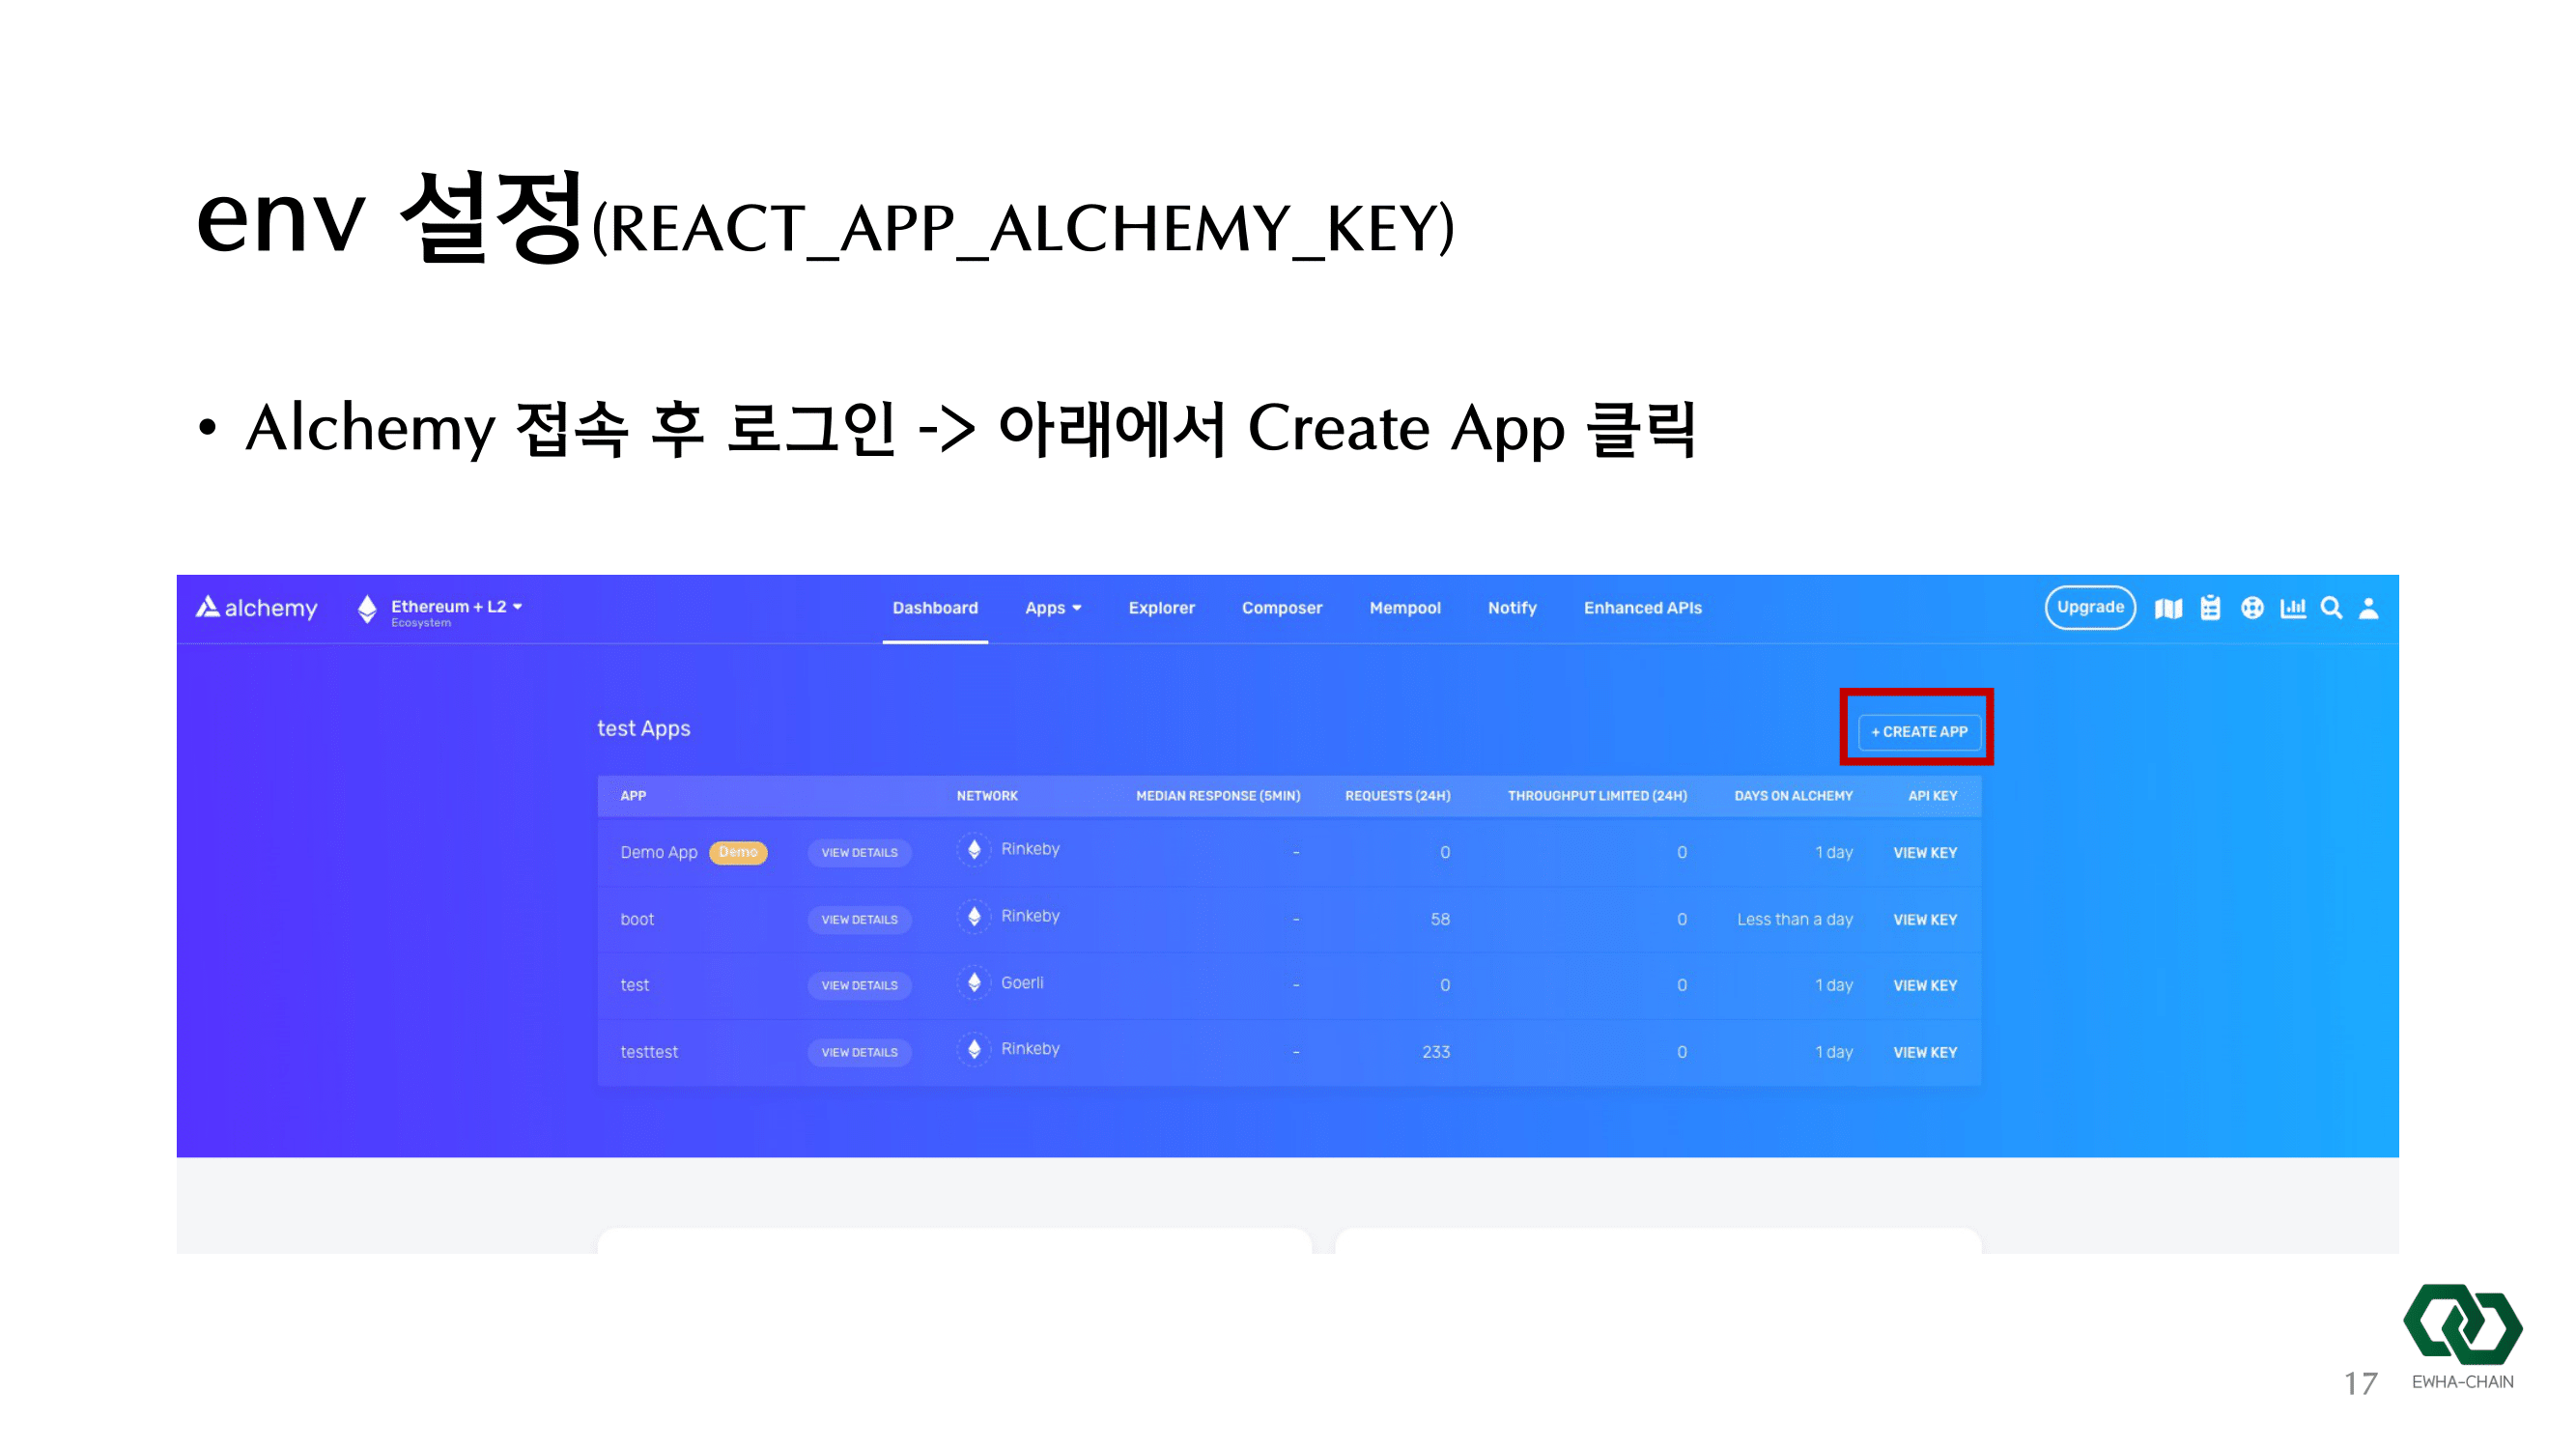 env 설정(REACT_APP_ALCHEMY_KEY)
• Alchemy 접속 후 로그인 -> 아래에서 Create App 클릭
alchemy Ethereum + L2 Dashboard Apps Explorer Composer Mempool Notify Enhanced APIs Upgrade
Ecosystem
test Apps + CREATE APP
APP NETWORK MEDIAN RESPONSE (5MIN) REQUESTS (24H) THROUGHPUT LIMITED (24H) DAYS ON ALCHEMY API KEY
Demo App Demo VIEW DETAILS Rinkeby - 0 0 1 day VIEW KEY
boot VIEW DETAILS Rinkeby - 58 0 Less than a day VIEW KEY
test VIEW DETAILS Goerli - 0 0 1 day VIEW KEY
testtest VIEW DETAILS Rinkeby - 233 0 1 day VIEW KEY
17 EWHA-CHAIN